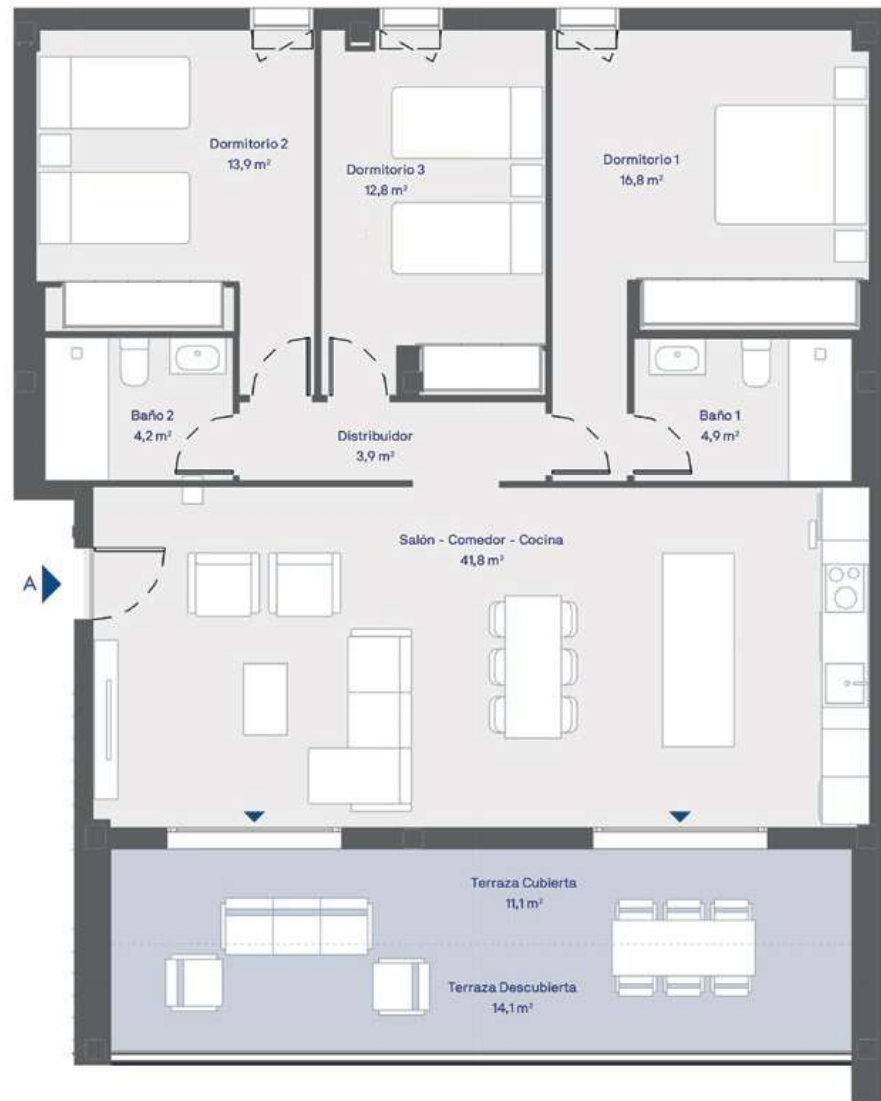 Dormitorio 2
13,9 m²
Dormitorio 3
12,8 m²
Dormitorio 1
16,8 m²
Baño 2
4,2 m²
Distribuidor
3,9 m²
Baño 1
4,9 m²
Salón - Comedor - Cocina
41,8 m²
A
Terraza Cubierta
11,1 m²
Terraza Descubierta
14,1 m²